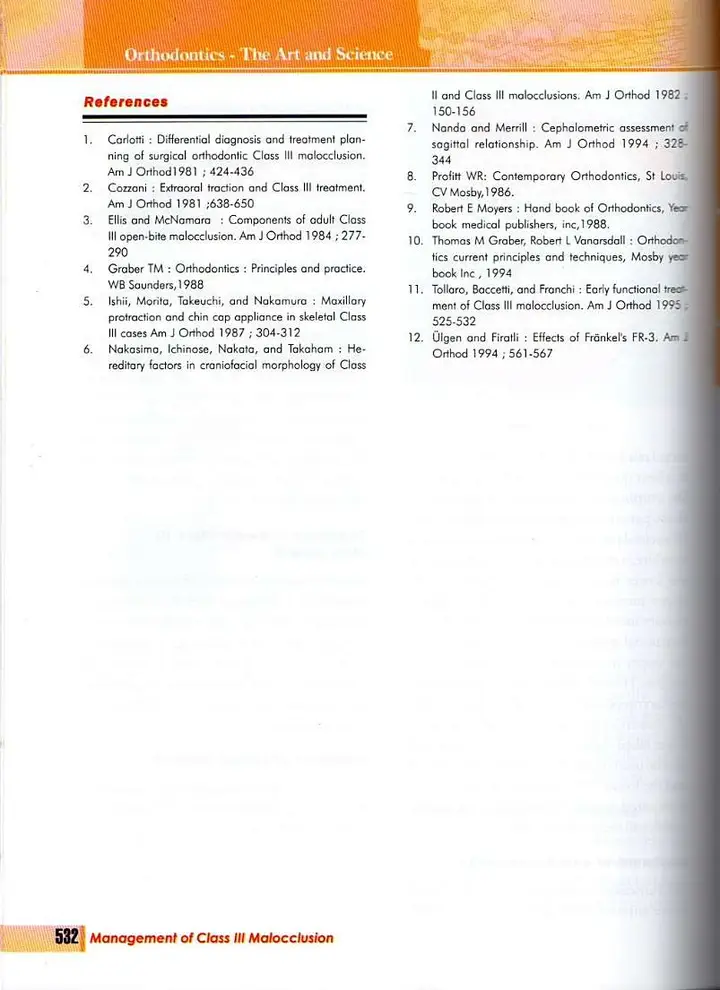 Orthodontics - The Art and Science
References
1. Carlotti : Differential diagnosis and treatment plan-
ning of surgical orthodontic Class III malocclusion.
Am J Orthod1981 ; 424-436
2. Cozzani : Extraoral traction and Class III treatment.
Am J Orthod 1981 ;638-650
3. Ellis and McNamara : Components of adult Class
III open-bite malocclusion. Am J Orthod 1984 ; 277-
290
4. Graber TM : Orthodontics : Principles and practice.
WB Saunders,1988
5. Ishii, Morita, Takeuchi, and Nakamura : Maxillary
protraction and chin cap appliance in skeletal Class
III cases Am J Orthod 1987 ; 304-312
6. Nakasima, Ichinose, Nakata, and Takaham : He-
reditary factors in craniofacial morphology of Class
II and Class III malocclusions. Am J Orthod 1982 ;
150-156
7. Nanda and Merrill : Cephalometric assessment of
sagittal relationship. Am J Orthod 1994 ; 328-
344
8. Profitt WR: Contemporary Orthodontics, St Louis,
CV Mosby,1986.
9. Robert E Moyers : Hand book of Orthodontics, Year
book medical publishers, inc,1988.
10. Thomas M Graber, Robert L Vanarsdall : Orthodon-
tics current principles and techniques, Mosby year
book Inc , 1994
11. Tollaro, Baccetti, and Franchi : Early functional treat-
ment of Class III malocclusion. Am J Orthod 1995 ;
525-532
12. Ülgen and Firatli : Effects of Fränkel's FR-3. Am J
Orthod 1994 ; 561-567
532 Management of Class III Malocclusion